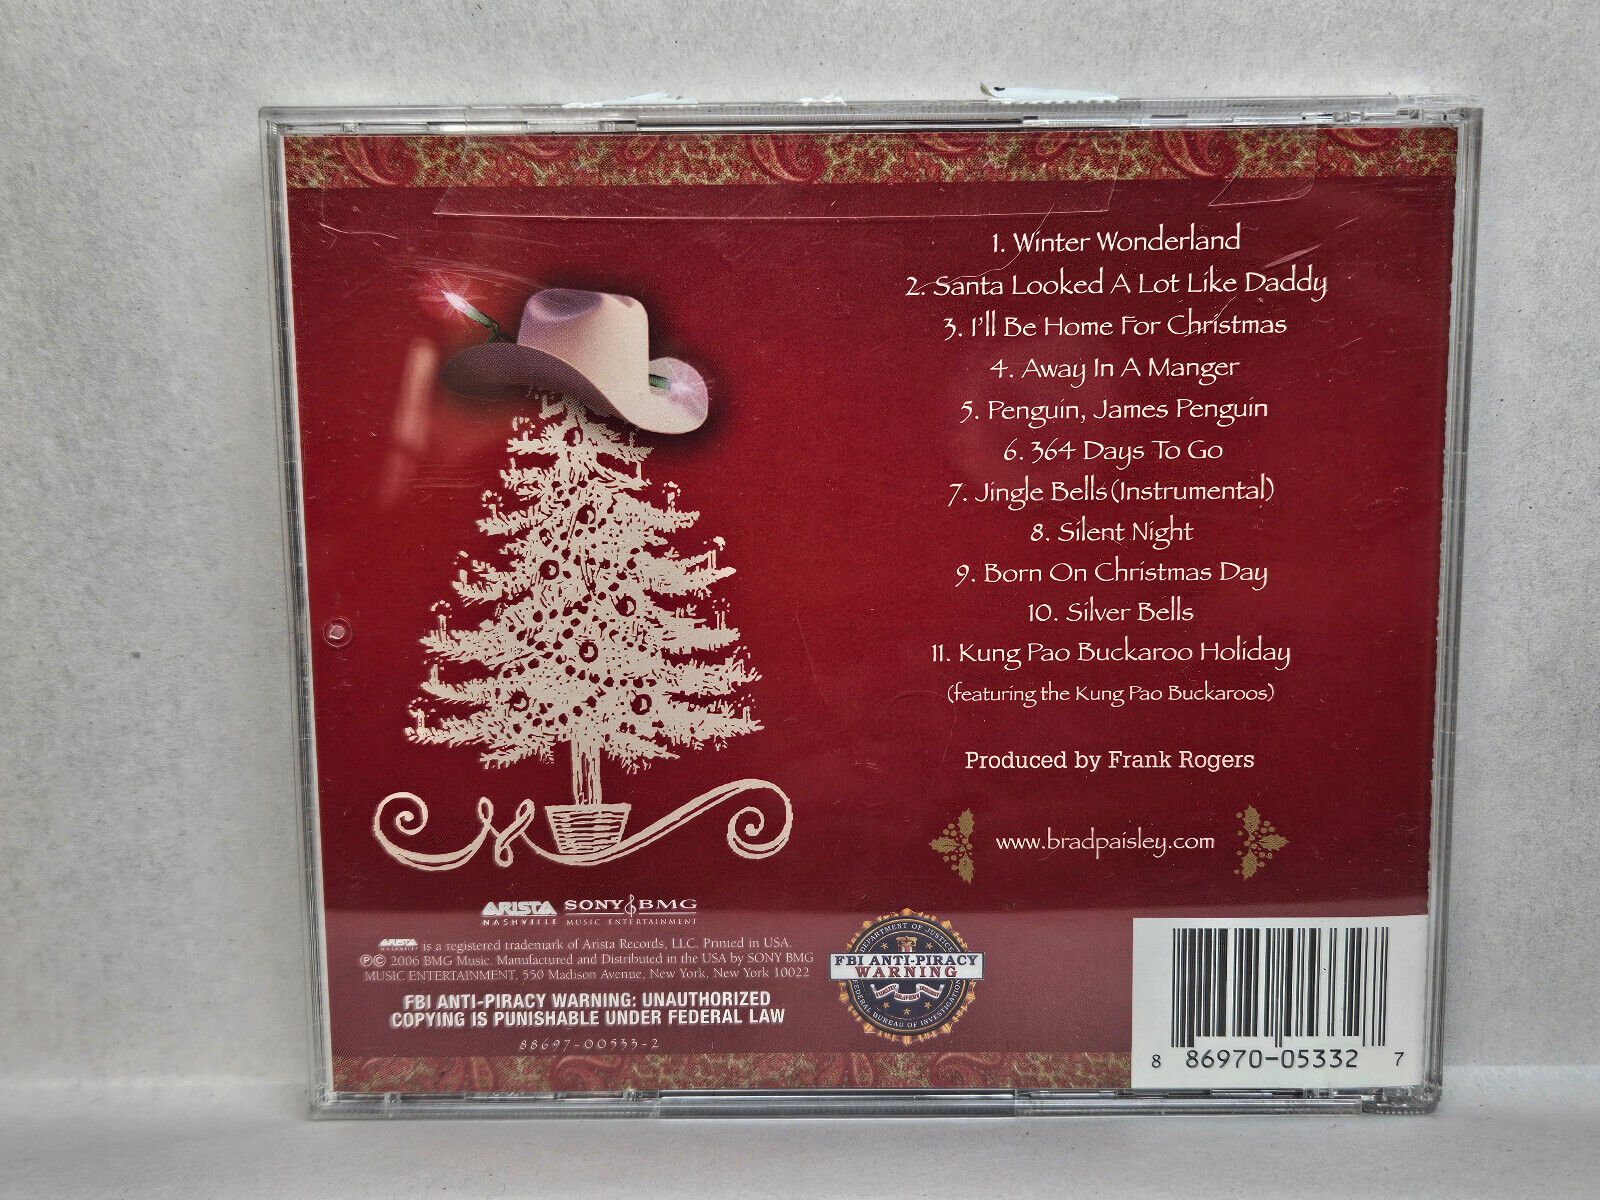 1. Winter Wonderland
2. Santa Looked A Lot Like Daddy
3. I'll Be Home For Christmas
4. Away In A Manger
5. Penguin, James Penguin
6. 364 Days To Go
7. Jingle Bells (Instrumental)
8. Silent Night
9. Born On Christmas Day
10. Silver Bells
11. Kung Pao Buckaroo Holiday
(featuring the Kung Pao Buckaroos)
Produced by Frank Rogers
www.bradpaisley.com
ARISTA
NASHVILLE
SONY BMG
MUSIC ENTERTAINMENT
ARISTA NASHVILLE is a registered trademark of Arista Records, LLC. Printed in USA.
℗© 2006 BMG Music. Manufactured and Distributed in the USA by SONY BMG
MUSIC ENTERTAINMENT, 550 Madison Avenue, New York, New York 10022
FBI ANTI-PIRACY WARNING: UNAUTHORIZED
COPYING IS PUNISHABLE UNDER FEDERAL LAW
88697-00533-2
DEPARTMENT OF JUSTICE
FBI ANTI-PIRACY
WARNING
FIDELITY BRAVERY INTEGRITY
FEDERAL BUREAU OF INVESTIGATION
8 86970-05332 7